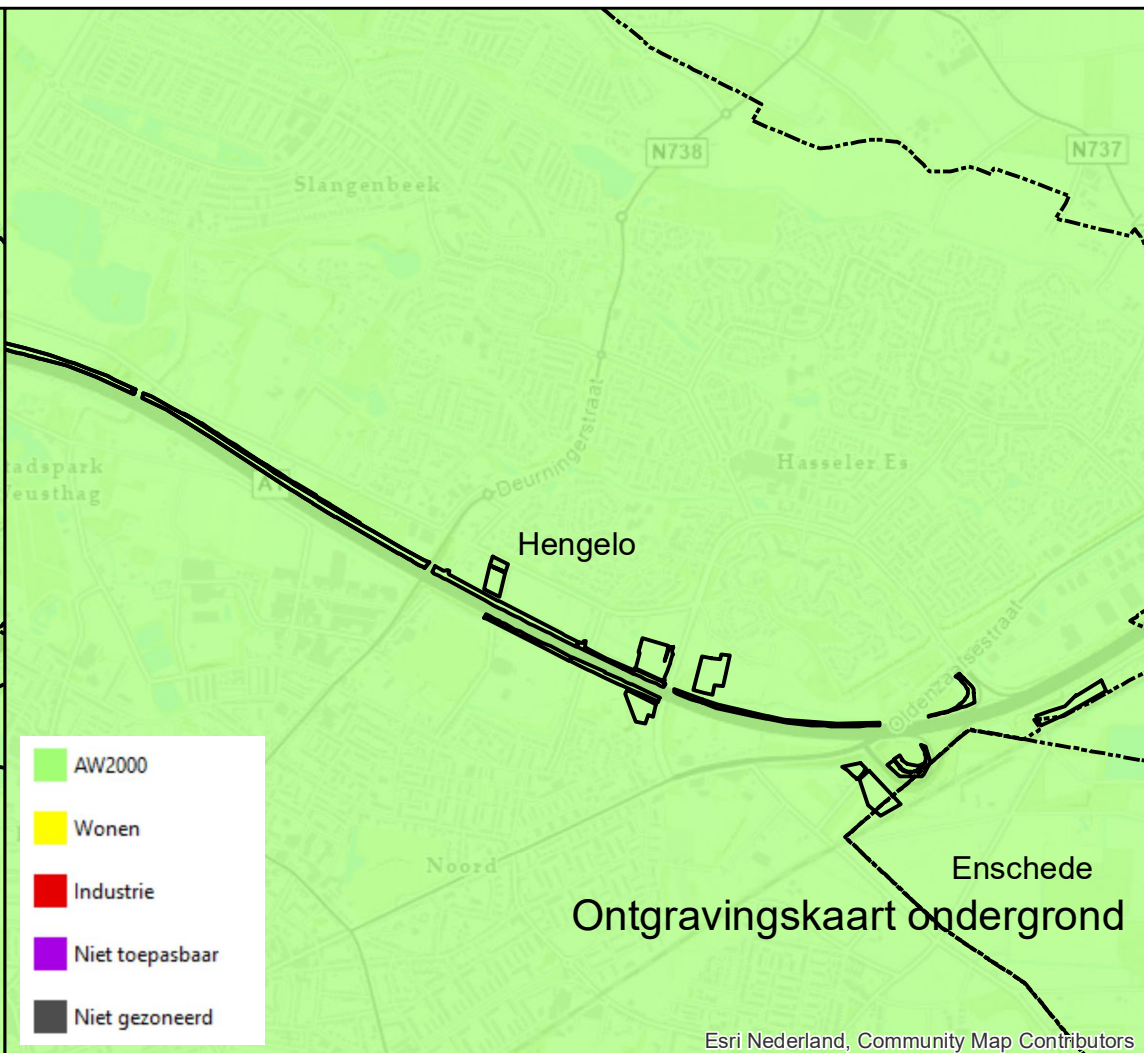 N738
N737
Slangenbeek
Deurningerstraat
Hasseler Es
adspark
eusthag
Hengelo
Oldenzaalsestraat
AW2000
Wonen
Industrie
Niet toepasbaar
Niet gezoneerd
Noord
Enschede
Ontgravingskaart ondergrond
Esri Nederland, Community Map Contributors